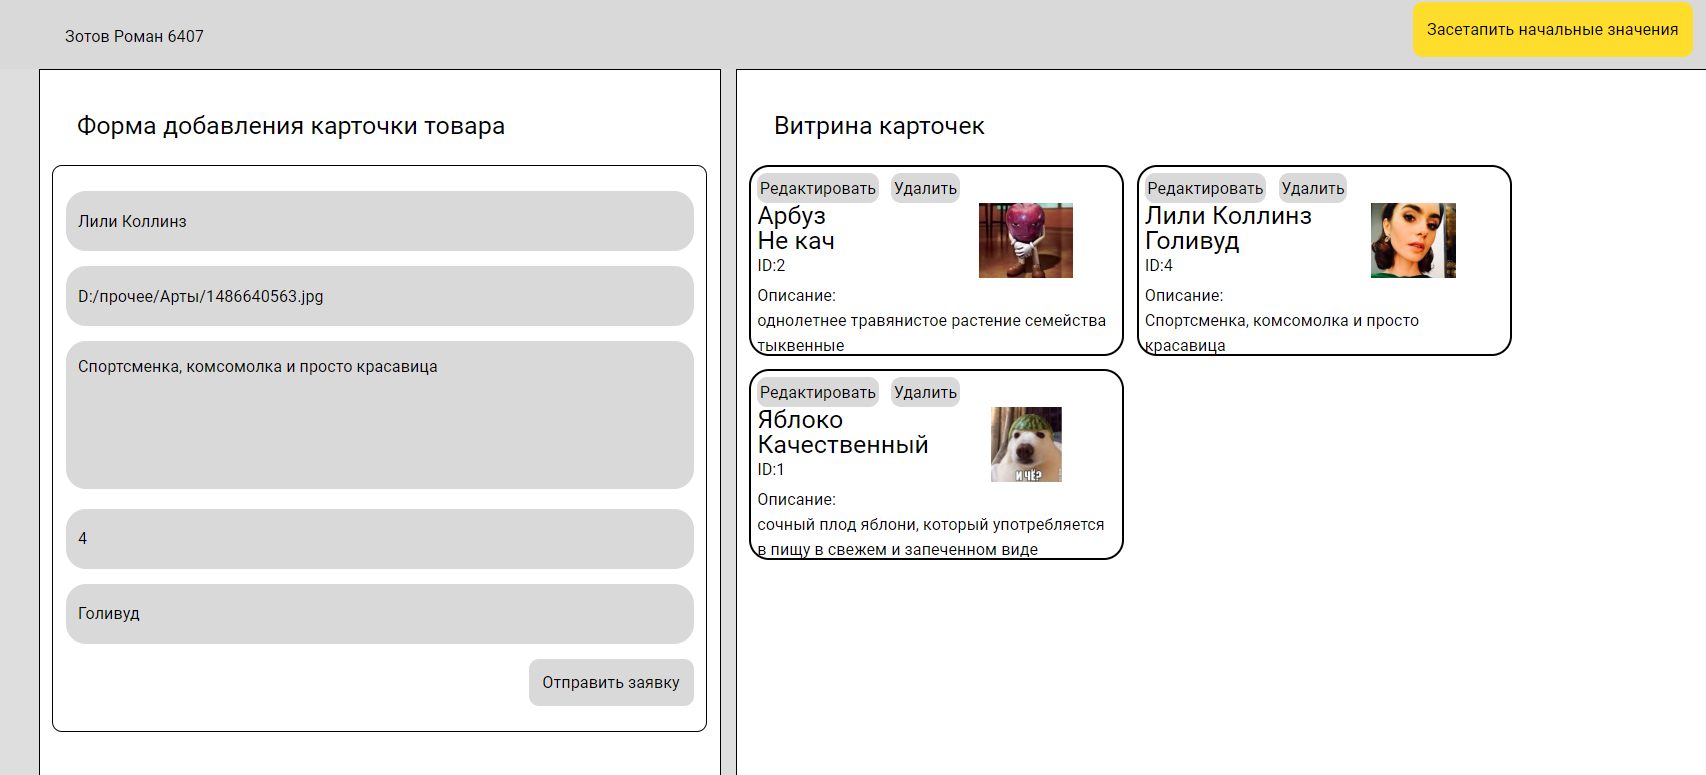 Зотов Роман 6407
Засетапить начальные значения
Форма добавления карточки товара
Лили Коллинз
D:/прочее/Арты/1486640563.jpg
Спортсменка, комсомолка и просто красавица
4
Голивуд
Отправить заявку
Витрина карточек
Редактировать Удалить
Арбуз
Не кач
ID:2
Описание:
однолетнее травянистое растение семейства
тыквенные
Редактировать Удалить
Лили Коллинз
Голивуд
ID:4
Описание:
Спортсменка, комсомолка и просто
красавица
Редактировать Удалить
Яблоко
Качественный
ID:1
И ЧЁ?
Описание:
сочный плод яблони, который употребляется
в пищу в свежем и запеченном виде